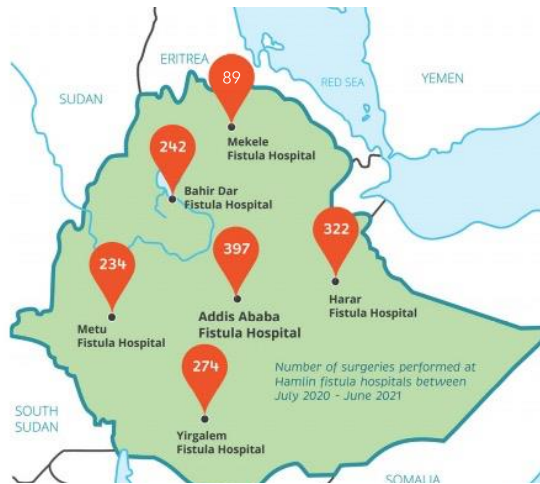 ERITREA
89
RED SEA
YEMEN
SUDAN
Mekele
Fistula Hospital
242
Bahir Dar
Fistula Hospital
397
322
234
Addis Ababa
Fistula Hospital
Harar
Fistula Hospital
Metu
Fistula Hospital
274
Number of surgeries performed at
Hamlin fistula hospitals between
July 2020 - June 2021
SOUTH
SUDAN
Yirgalem
Fistula Hospital
SOMALIA